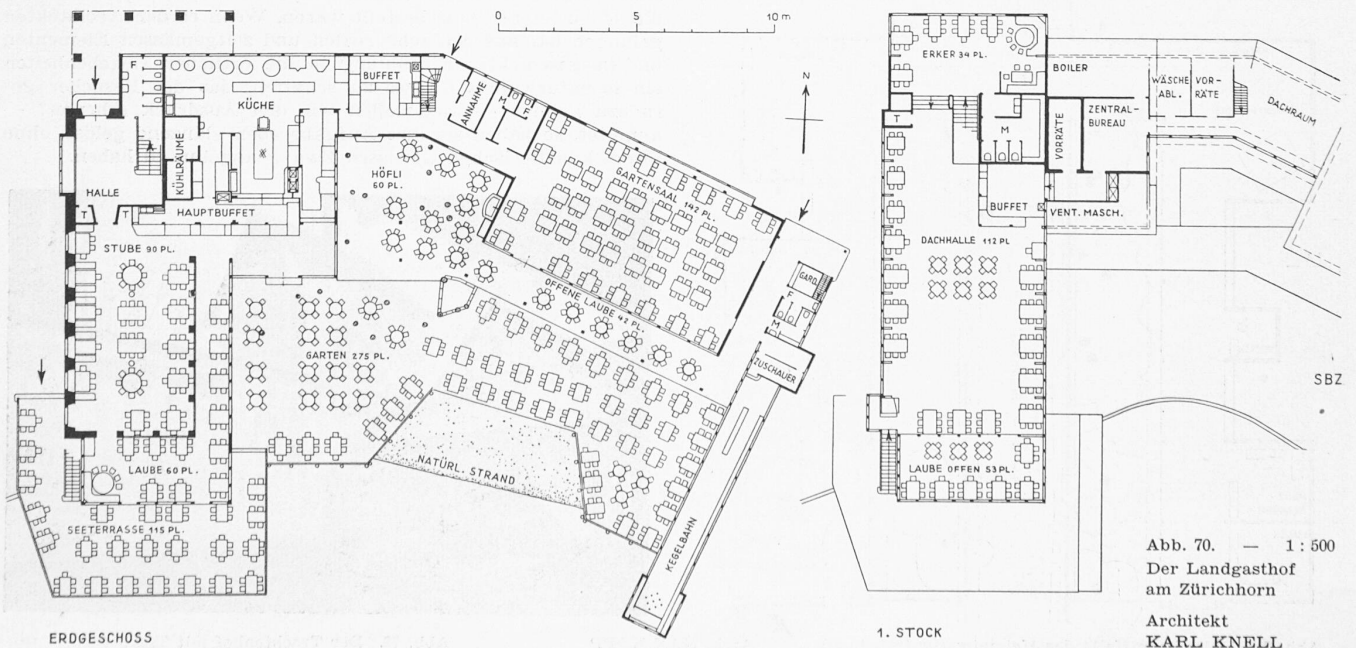 0 5 10 m
N
F
BUFFET
KÜCHE
ANNAHME
M
F
KÜHLRÄUME
HALLE
T
T
HAUPTBUFFET
HÖFLI
60 PL.
GARTENSAAL 142 PL.
STUBE 90 PL.
OFFENE LAUBE 42 PL.
GARD.
F
M
ZUSCHAUER
GARTEN 275 PL.
NATÜRL. STRAND
KEGELBAHN
LAUBE 60 PL.
SEETERRASSE 115 PL.
ERDGESCHOSS
ERKER 34 PL.
BOILER
WÄSCHE
ABL.
VOR-
RÄTE
DACHRAUM
T
M
VORRÄTE
ZENTRAL-
BUREAU
BUFFET
VENT. MASCH.
DACHHALLE 112 PL
LAUBE OFFEN 53 PL.
SBZ
1. STOCK
Abb. 70. — 1 : 500
Der Landgasthof
am Zürichhorn
Architekt
KARL KNELL